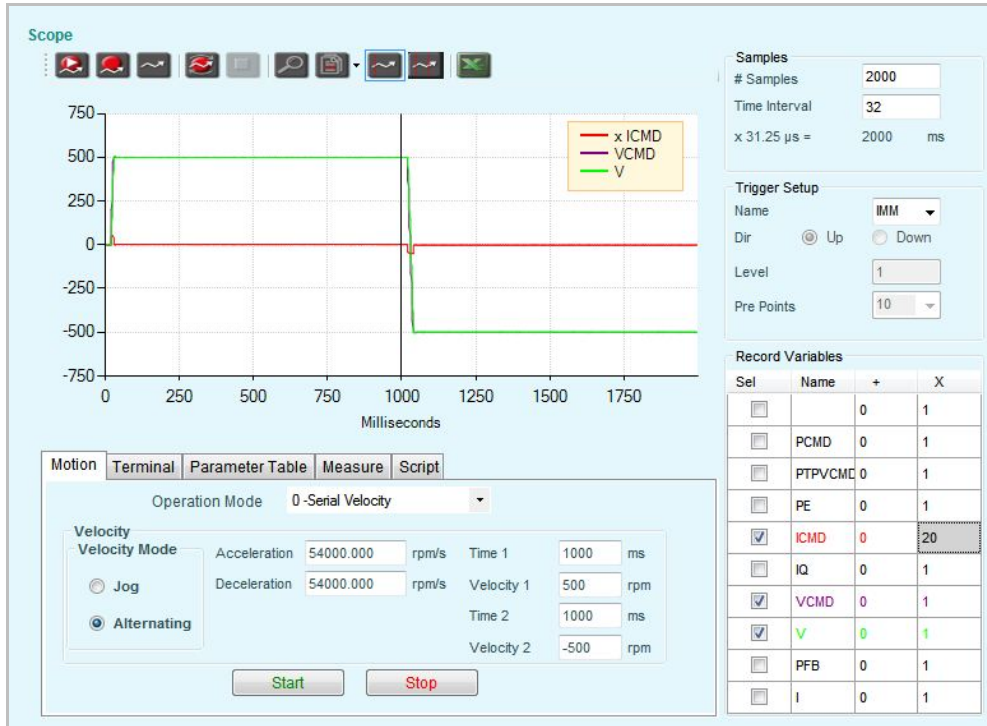 Scope
750
500
250
0
-250
-500
-750
x ICMD
VCMD
V
0 250 500 750 1000 1250 1500 1750
Milliseconds
Samples
# Samples 2000
Time Interval 32
x 31.25 µs = 2000 ms
Trigger Setup
Name IMM
Dir Up Down
Level 1
Pre Points 10
Record Variables
Sel Name + X
0 1
PCMD 0 1
PTPVCMD 0 1
PE 0 1
ICMD 0 20
IQ 0 1
VCMD 0 1
V 0 1
PFB 0 1
I 0 1
Motion Terminal Parameter Table Measure Script
Operation Mode 0 -Serial Velocity
Velocity
Velocity Mode
Jog
Alternating
Acceleration 54000.000 rpm/s
Deceleration 54000.000 rpm/s
Time 1 1000 ms
Velocity 1 500 rpm
Time 2 1000 ms
Velocity 2 -500 rpm
Start Stop